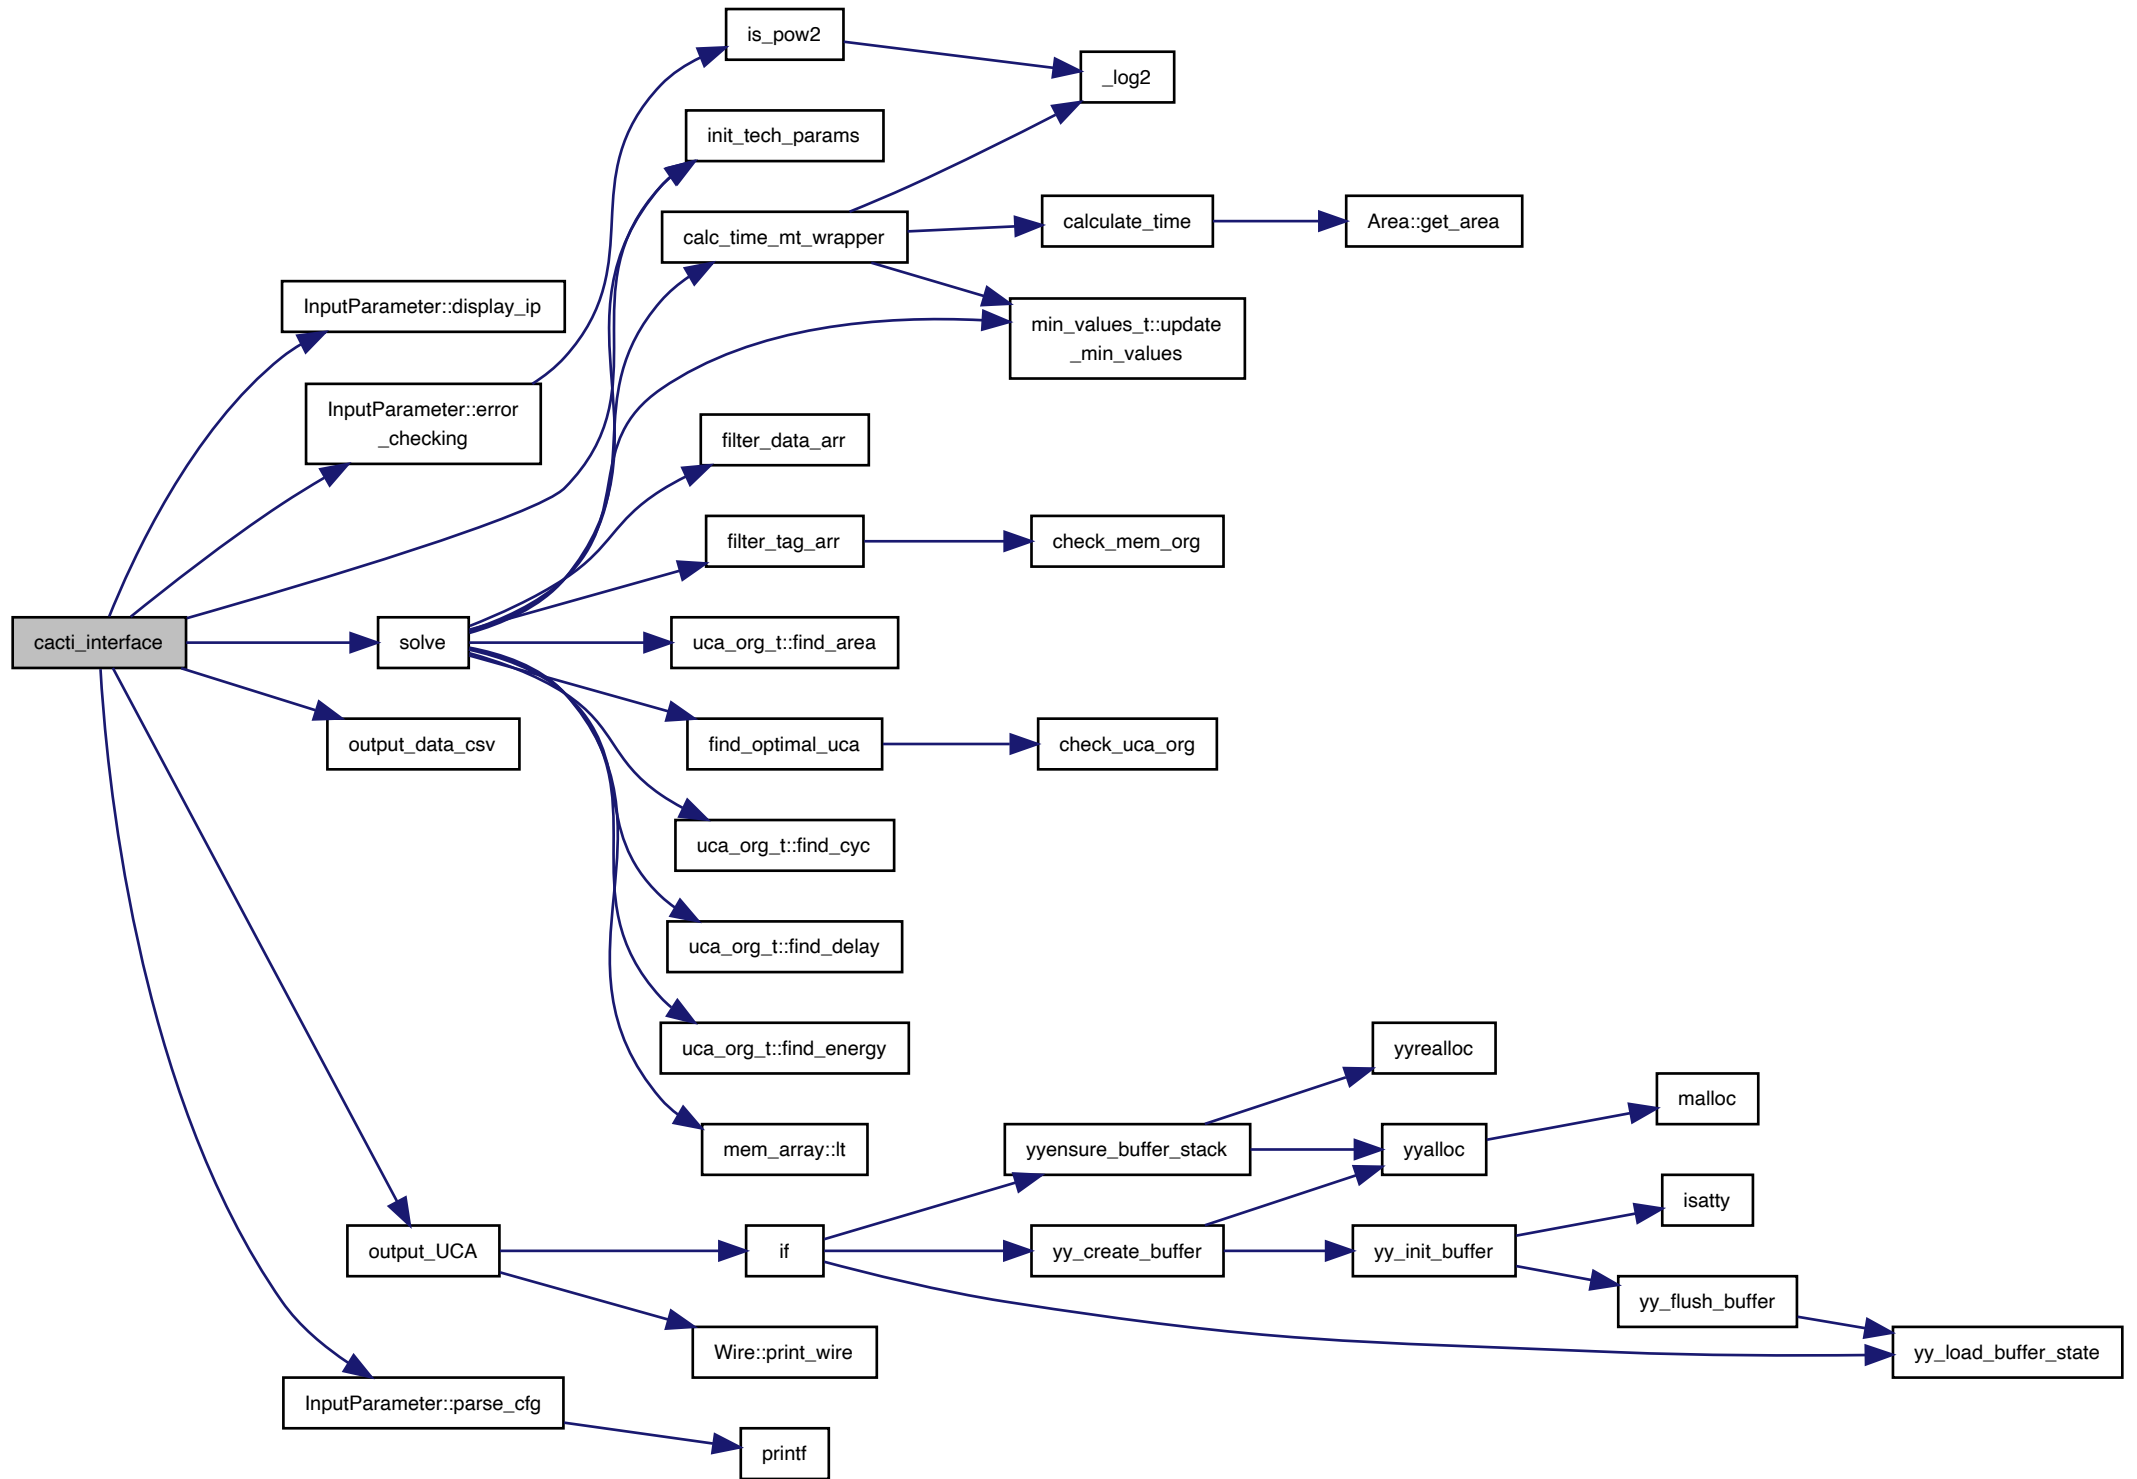 is_pow2
_log2
init_tech_params
calc_time_mt_wrapper
calculate_time
Area::get_area
InputParameter::display_ip
min_values_t::update
_min_values
InputParameter::error
_checking
filter_data_arr
filter_tag_arr
check_mem_org
cacti_interface
solve
uca_org_t::find_area
output_data_csv
find_optimal_uca
check_uca_org
uca_org_t::find_cyc
uca_org_t::find_delay
uca_org_t::find_energy
yyrealloc
malloc
mem_array::lt
yyensure_buffer_stack
yyalloc
isatty
output_UCA
if
yy_create_buffer
yy_init_buffer
yy_flush_buffer
Wire::print_wire
yy_load_buffer_state
InputParameter::parse_cfg
printf